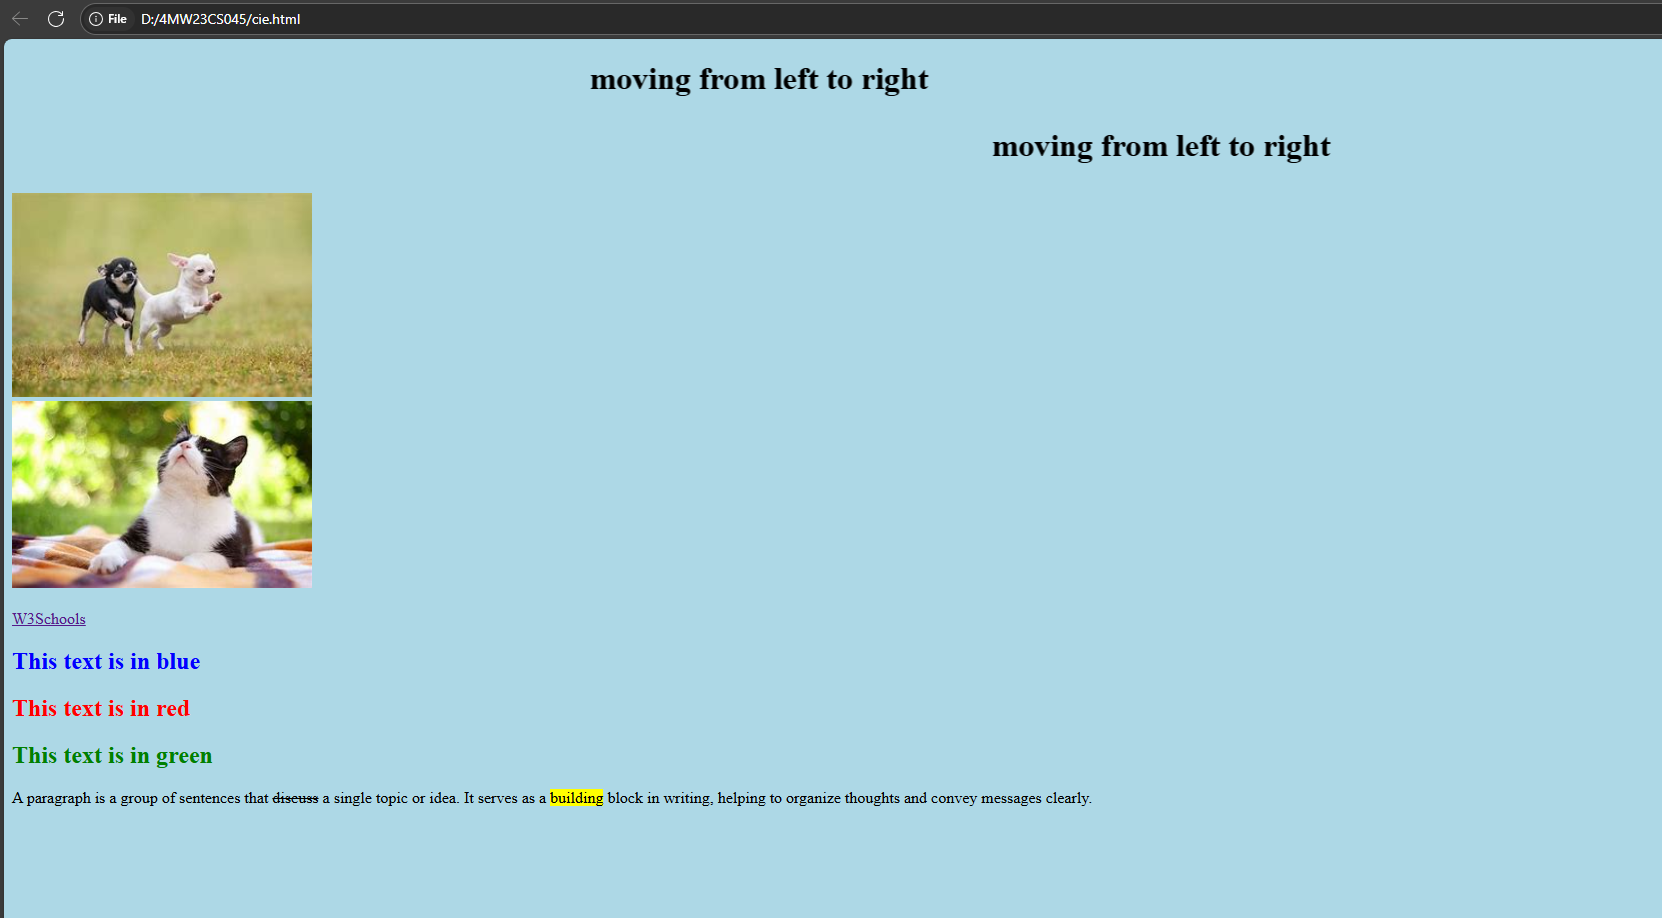 File D:/4MW23CS045/cie.html
moving from left to right
moving from left to right
W3Schools
This text is in blue
This text is in red
This text is in green
A paragraph is a group of sentences that discuss a single topic or idea. It serves as a building block in writing, helping to organize thoughts and convey messages clearly.